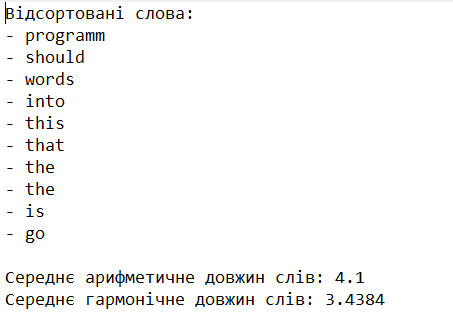 Відсортовані слова:
- programm
- should
- words
- into
- this
- that
- the
- the
- is
- go
Середнє арифметичне довжин слів: 4.1
Середнє гармонічне довжин слів: 3.4384